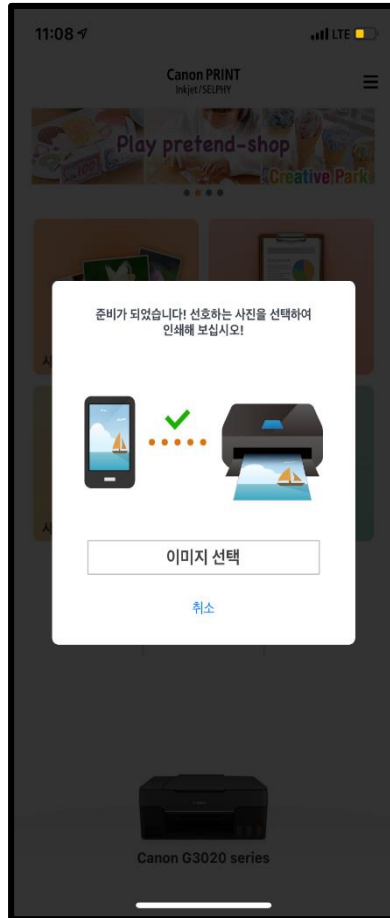 11:08
LTE
Canon PRINT
Inkjet/SELPHY
Play pretend-shop
Creative Park
준비가 되었습니다! 선호하는 사진을 선택하여
인쇄해 보십시오!
이미지 선택
취소
Canon G3020 series